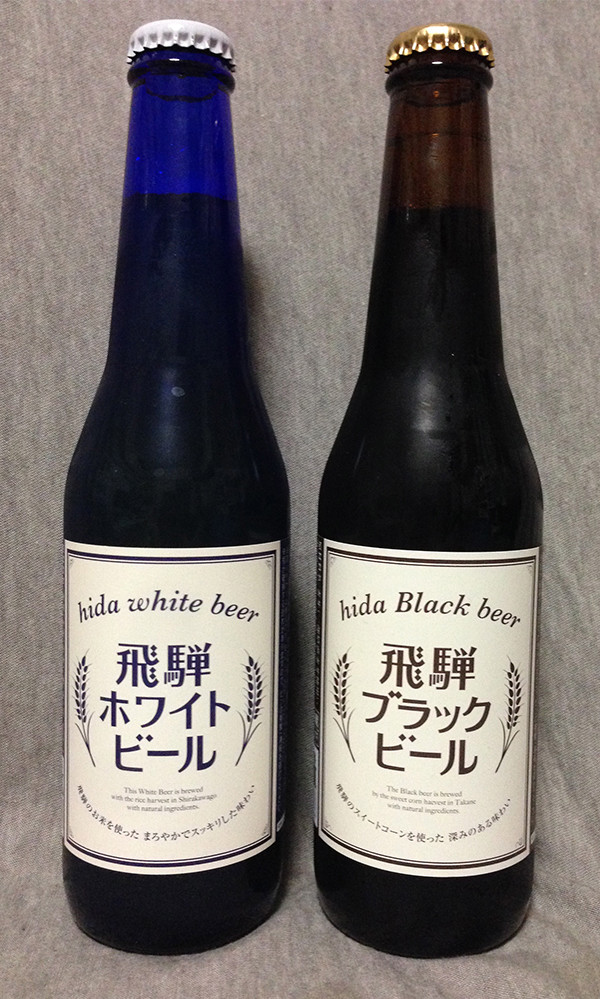 hida white beer
飛騨
ホワイト
ビール
This White Beer is brewed
with the rice harvest in Shirakawago.
with natural ingredients.
飛騨のお米を使った まろやかでスッキリした味わい
hida Black beer
飛騨
ブラック
ビール
The Black beer is brewed
by the sweet corn harvest in Takane
with natural ingredients.
飛騨のスイートコーンを使った 深みのある味わい